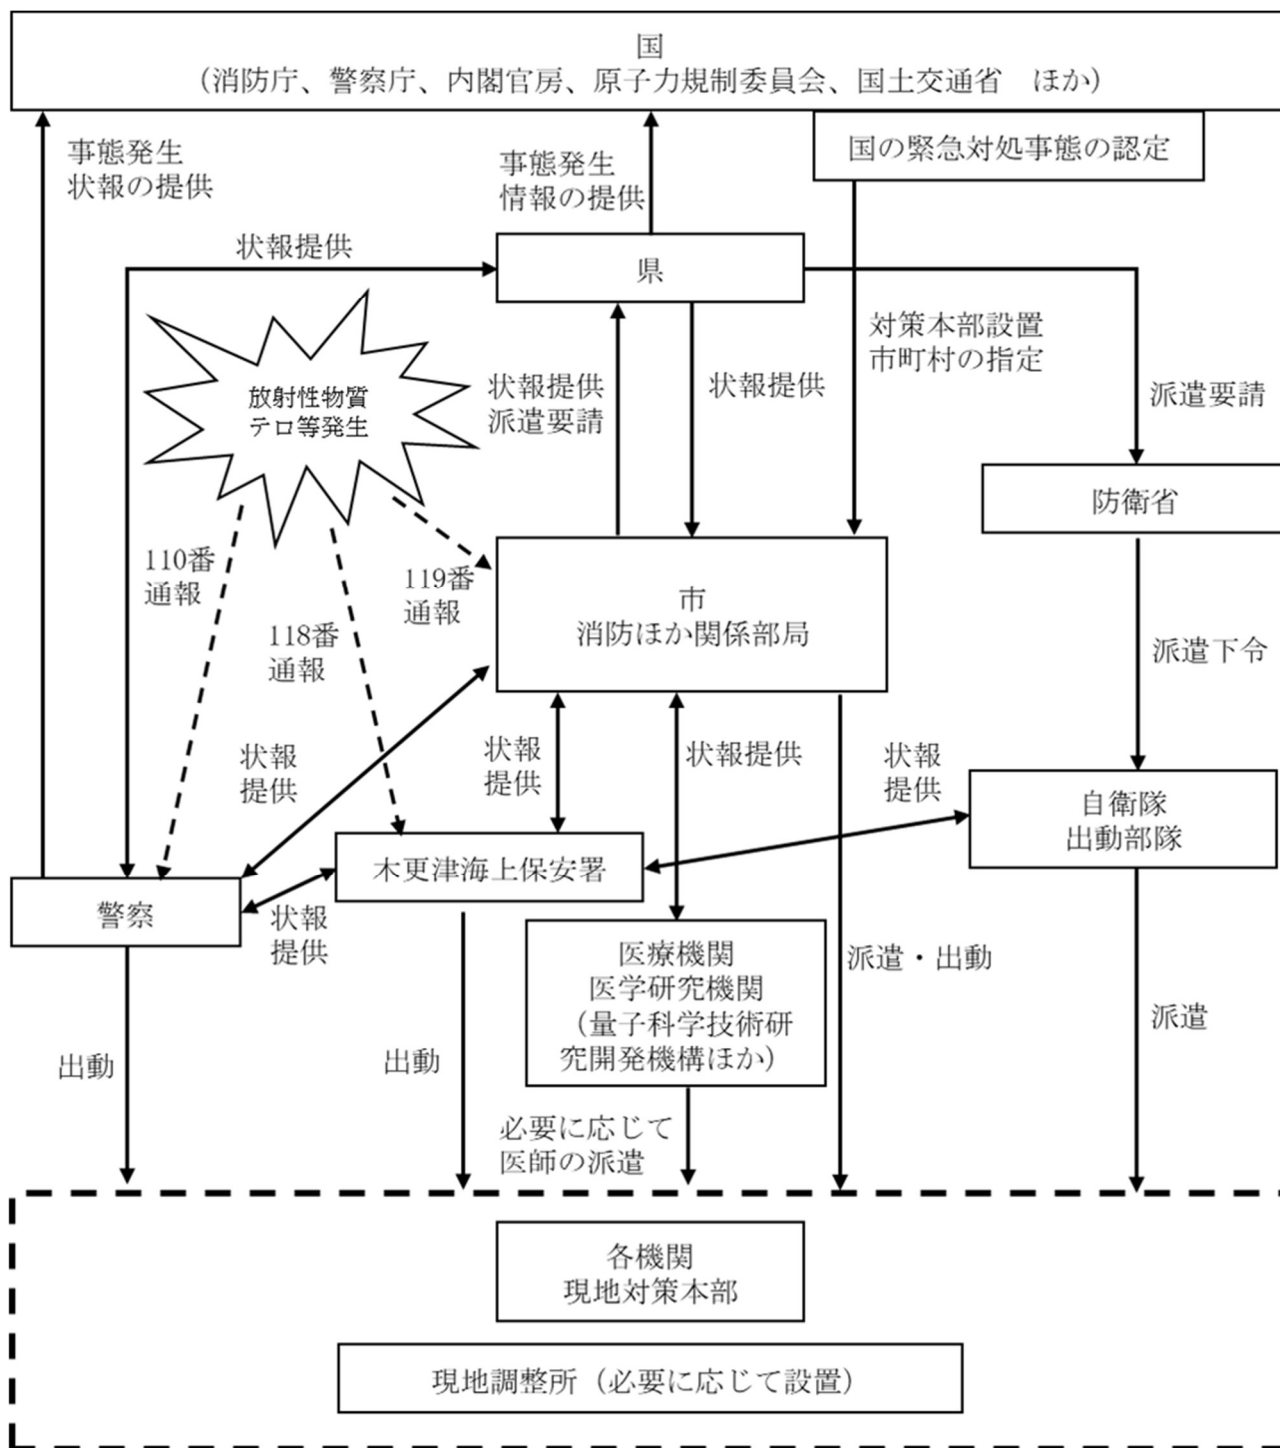 国
（消防庁、警察庁、内閣官房、原子力規制委員会、国土交通省　ほか）
事態発生
状報の提供
事態発生
情報の提供
国の緊急対処事態の認定
状報提供
県
対策本部設置
市町村の指定
放射性物質
テロ等発生
状報提供
派遣要請
状報提供
派遣要請
防衛省
110番
通報
119番
通報
118番
通報
市
消防ほか関係部局
派遣下令
状報
提供
状報
提供
状報提供
状報
提供
自衛隊
出動部隊
木更津海上保安署
警察
状報
提供
医療機関
医学研究機関
（量子科学技術研
究開発機構ほか）
派遣・出動
派遣
出動
出動
必要に応じて
医師の派遣
各機関
現地対策本部
現地調整所（必要に応じて設置）